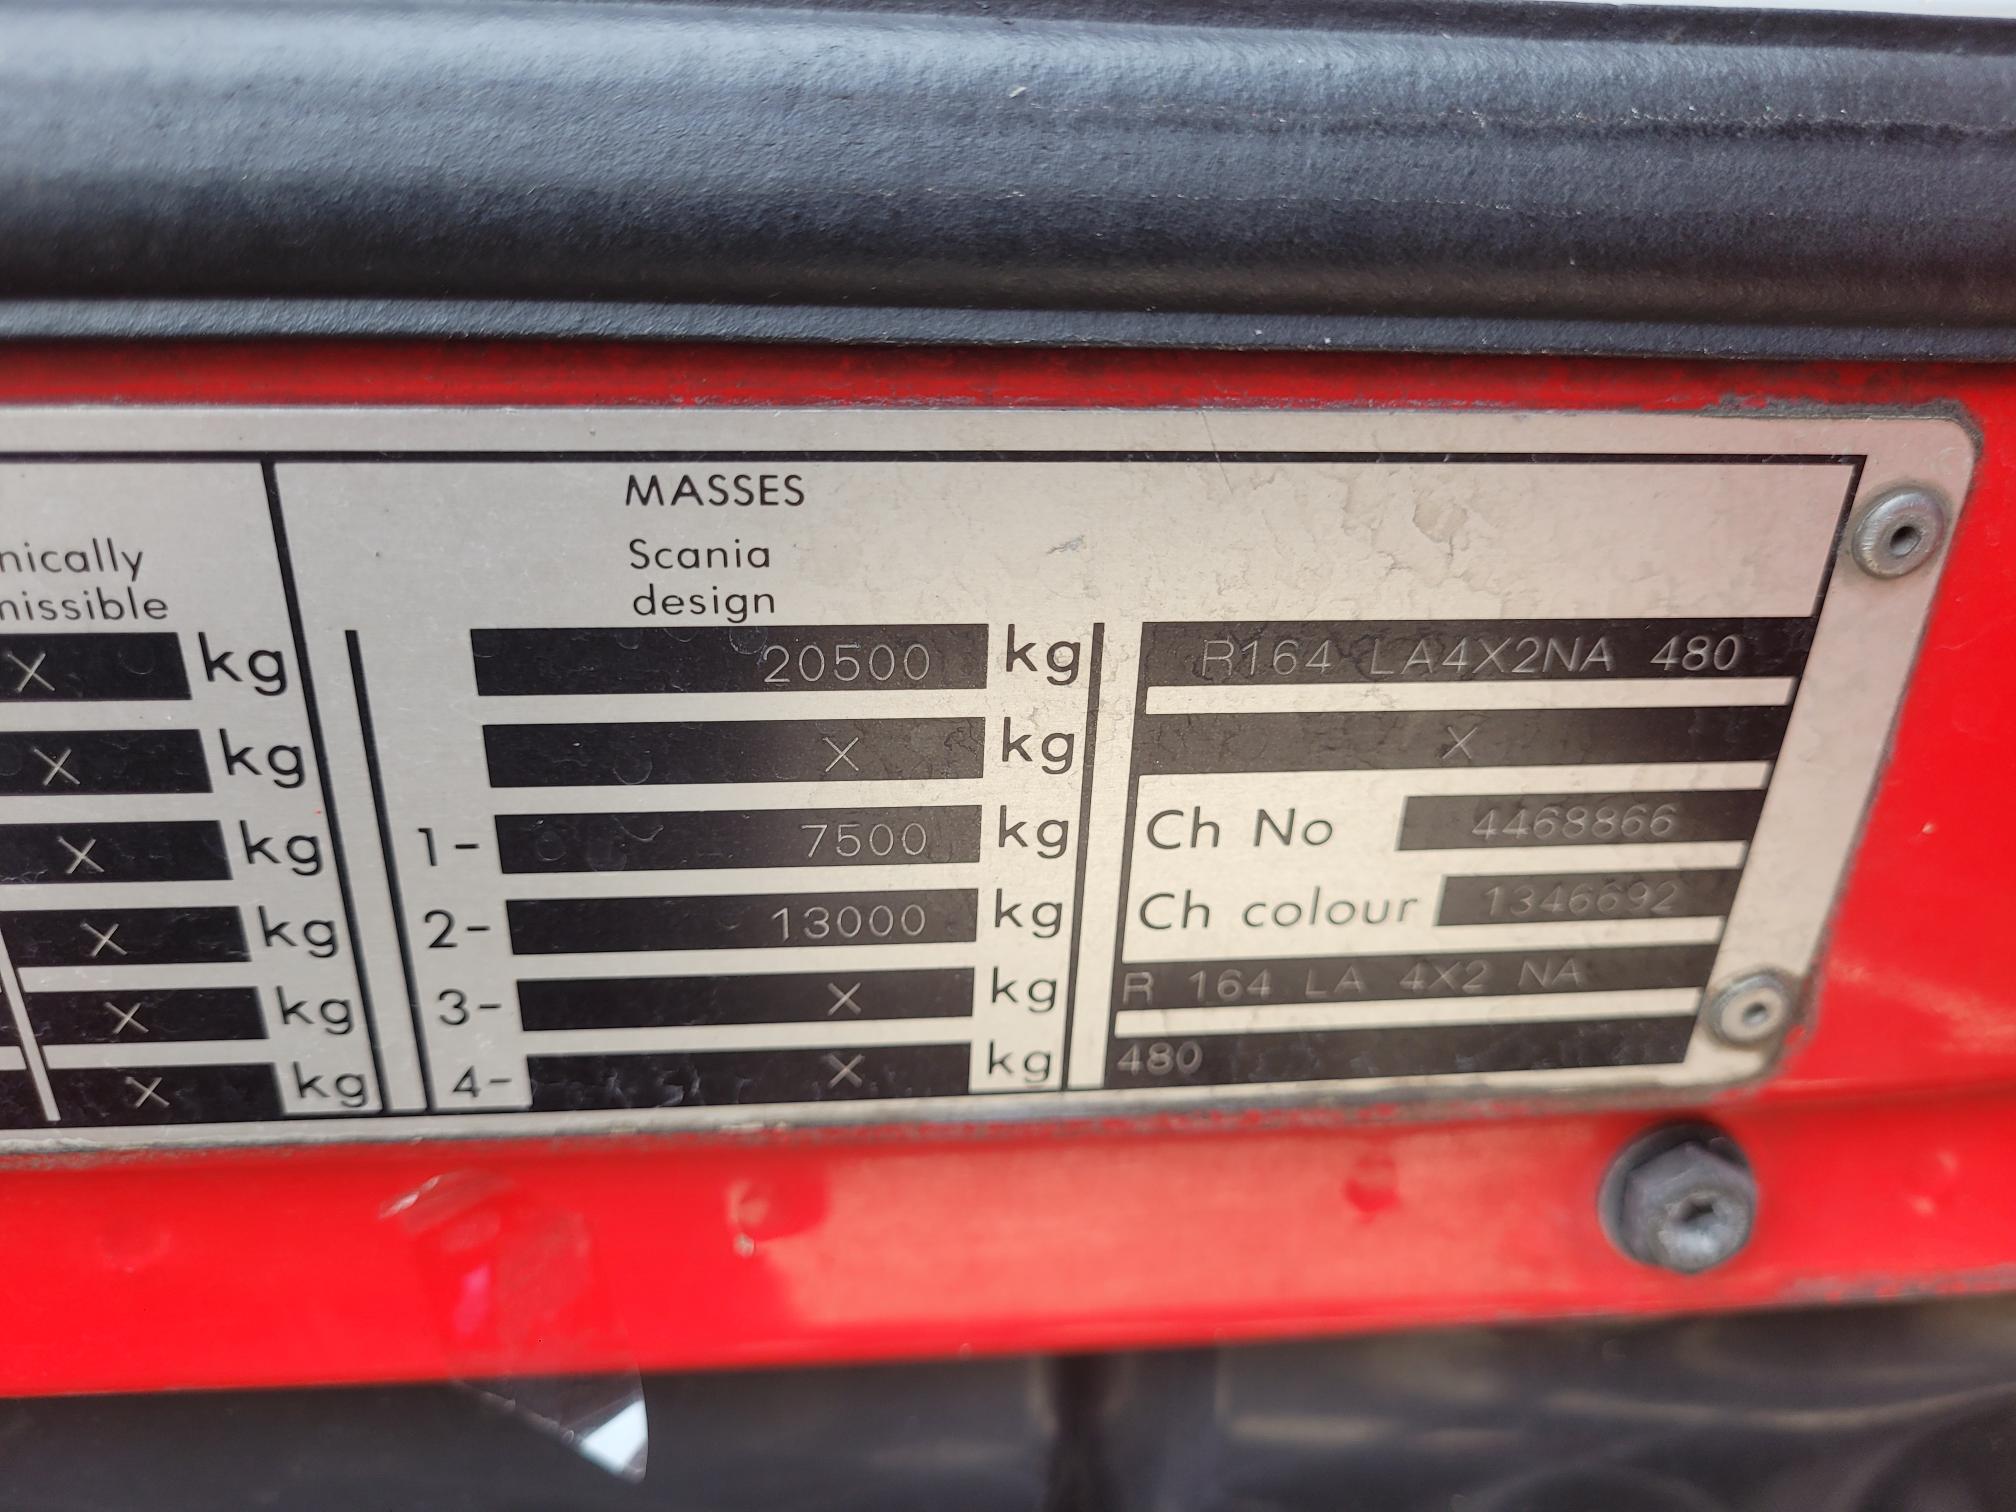 MASSES
nically
missible
Scania
design
X kg
20500 kg
R164 LA4X2NA 480
X kg
X kg
X
X kg
1- 7500 kg
Ch No 4468866
X kg
2- 13000 kg
Ch colour 1346692
X kg
3- X kg
R 164 LA 4X2 NA
X kg
4- X kg
480